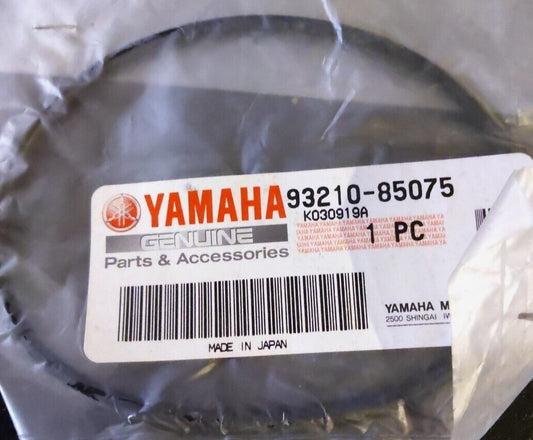 YAMAHA 93210-85075
K030919A
GENUINE
1 PC
Parts & Accessories
YAMAHA M
2500 SHINGAI
MADE IN JAPAN